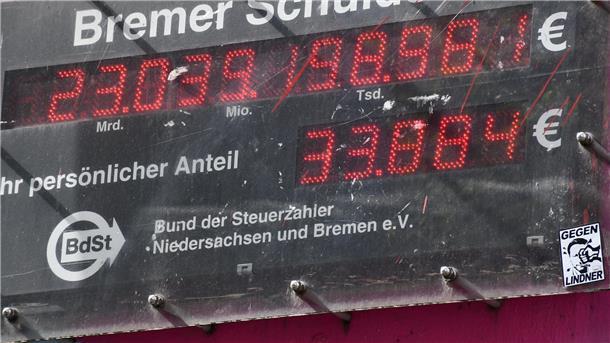 Bremer Schulde
23.039.198.981 €
Mrd. Mio. Tsd.
hr persönlicher Anteil 33.884 €
BdSt
Bund der Steuerzahler
Niedersachsen und Bremen e.V.
GEGEN
LINDNER